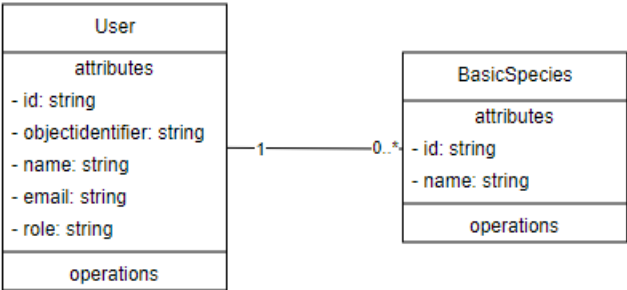 User
attributes
- id: string
- objectidentifier: string
- name: string
- email: string
- role: string
operations
1
0..*
BasicSpecies
attributes
- id: string
- name: string
operations